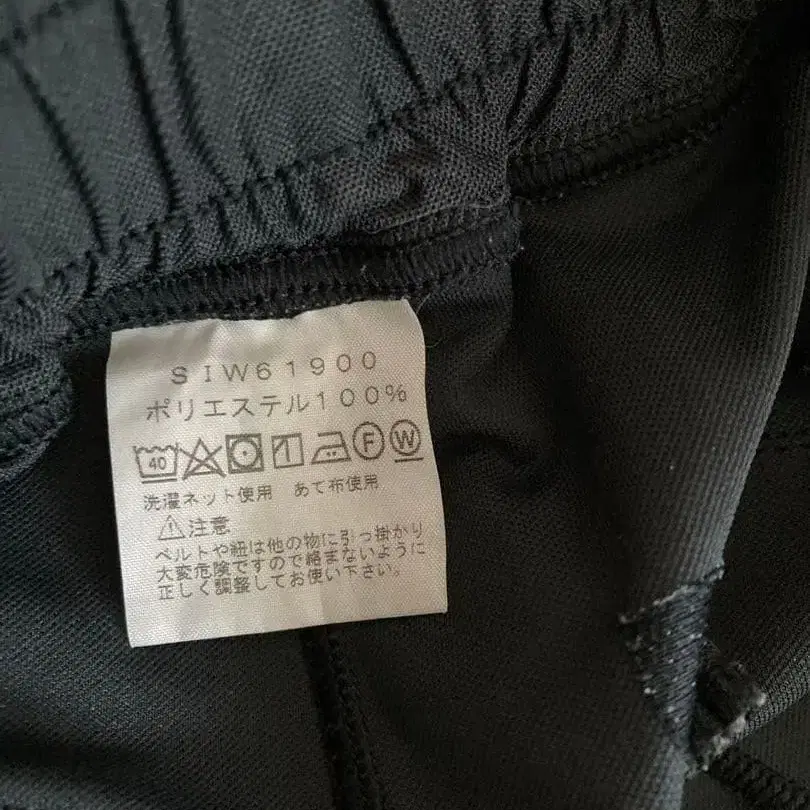 SIW61900
ポリエステル100%
40 F W
洗濯ネット使用 あて布使用
⚠注意
ベルトや紐は他の物に引っ掛かり
大変危険ですので絡まないように
正しく調整してお使い下さい。